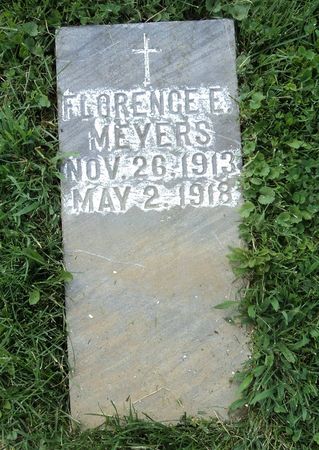 FLORENCE E.
MEYERS
NOV. 26, 1913
MAY 2, 1918